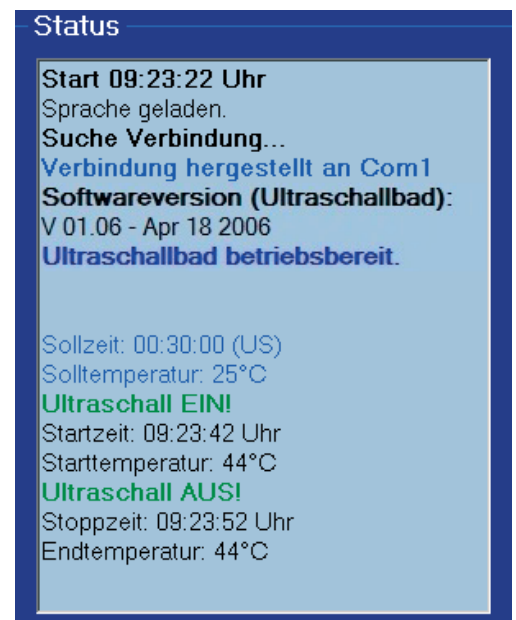 Status
Start 09:23:22 Uhr
Sprache geladen.
Suche Verbindung...
Verbindung hergestellt an Com1
Softwareversion (Ultraschallbad):
V 01.06 - Apr 18 2006
Ultraschallbad betriebsbereit.
Sollzeit: 00:30:00 (US)
Solltemperatur: 25°C
Ultraschall EIN!
Startzeit: 09:23:42 Uhr
Starttemperatur: 44°C
Ultraschall AUS!
Stoppzeit: 09:23:52 Uhr
Endtemperatur: 44°C